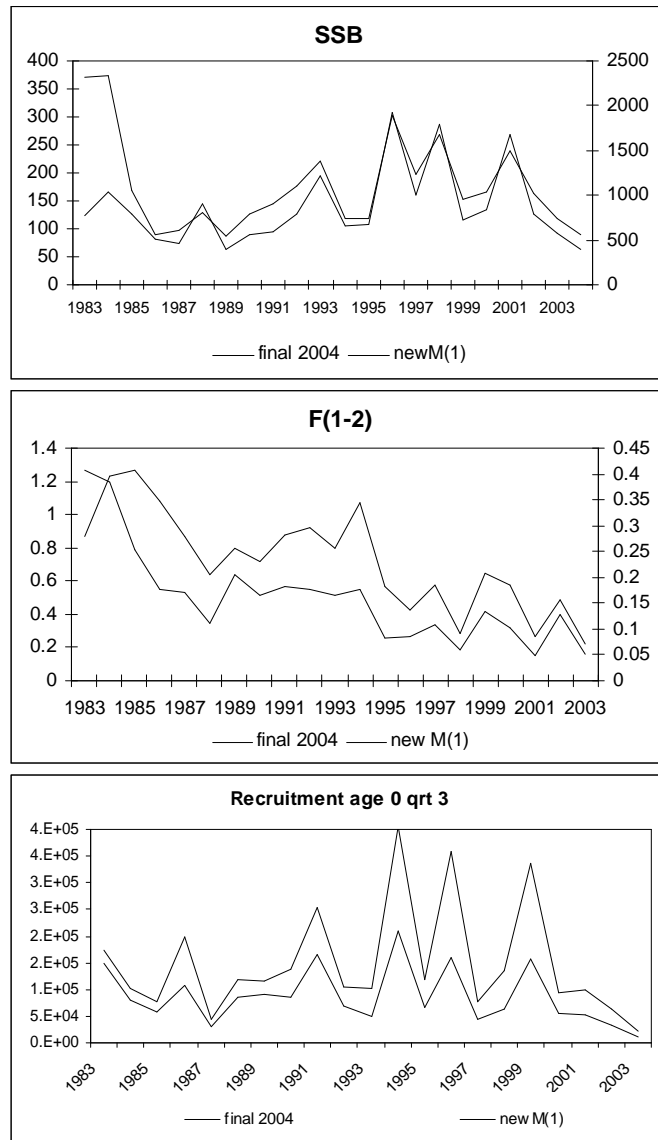 SSB
400 2500
350
300 2000
250 1500
200
150 1000
100 500
50
0 0
1983 1985 1987 1989 1991 1993 1995 1997 1999 2001 2003
final 2004 newM(1)
F(1-2)
1.4 0.45
1.2 0.4
0.35
1 0.3
0.8 0.25
0.6 0.2
0.4 0.15
0.1
0.2 0.05
0 0
1983 1985 1987 1989 1991 1993 1995 1997 1999 2001 2003
final 2004 new M(1)
Recruitment age 0 qrt 3
4.E+05
4.E+05
3.E+05
3.E+05
2.E+05
2.E+05
1.E+05
5.E+04
0.E+00
1983 1985 1987 1989 1991 1993 1995 1997 1999 2001 2003
final 2004 new M(1)